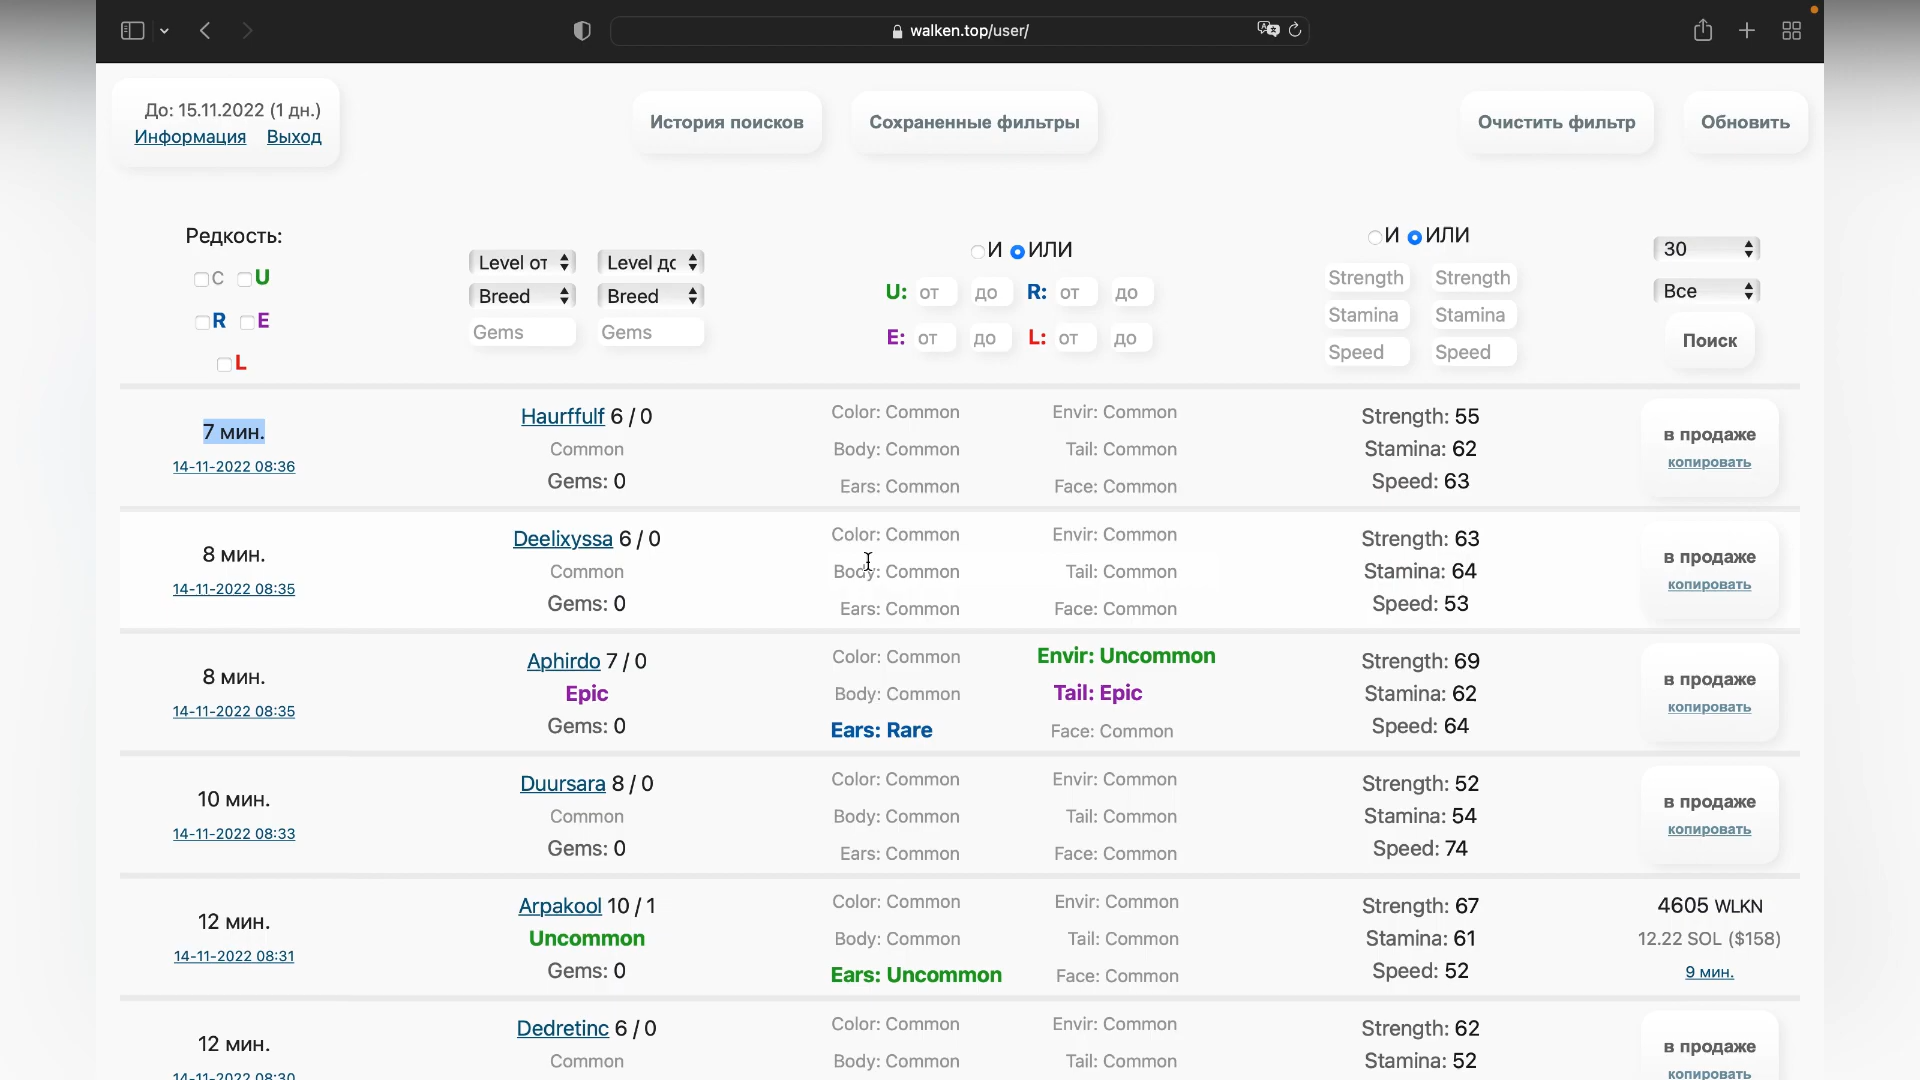 walken.top/user/
До: 15.11.2022 (1 дн.)
Информация Выход
История поисков
Сохраненные фильтры
Очистить фильтр
Обновить
Редкость:
C U
R E
L
Level от Level до
Breed Breed
Gems Gems
И ИЛИ
U: от до R: от до
E: от до L: от до
И ИЛИ
Strength Strength
Stamina Stamina
Speed Speed
30
Все
Поиск
7 мин.
14-11-2022 08:36
Haurffulf 6 / 0
Common
Gems: 0
Color: Common Envir: Common
Body: Common Tail: Common
Ears: Common Face: Common
Strength: 55
Stamina: 62
Speed: 63
в продаже
копировать
8 мин.
14-11-2022 08:35
Deelixyssa 6 / 0
Common
Gems: 0
Color: Common Envir: Common
Body: Common Tail: Common
Ears: Common Face: Common
Strength: 63
Stamina: 64
Speed: 53
в продаже
копировать
8 мин.
14-11-2022 08:35
Aphirdo 7 / 0
Epic
Gems: 0
Color: Common Envir: Uncommon
Body: Common Tail: Epic
Ears: Rare Face: Common
Strength: 69
Stamina: 62
Speed: 64
в продаже
копировать
10 мин.
14-11-2022 08:33
Duursara 8 / 0
Common
Gems: 0
Color: Common Envir: Common
Body: Common Tail: Common
Ears: Common Face: Common
Strength: 52
Stamina: 54
Speed: 74
в продаже
копировать
12 мин.
14-11-2022 08:31
Arpakool 10 / 1
Uncommon
Gems: 0
Color: Common Envir: Common
Body: Common Tail: Common
Ears: Uncommon Face: Common
Strength: 67
Stamina: 61
Speed: 52
4605 WLKN
12.22 SOL ($158)
9 мин.
12 мин.
14-11-2022 08:30
Dedretinc 6 / 0
Common
Color: Common Envir: Common
Body: Common Tail: Common
Strength: 62
Stamina: 52
в продаже
копировать